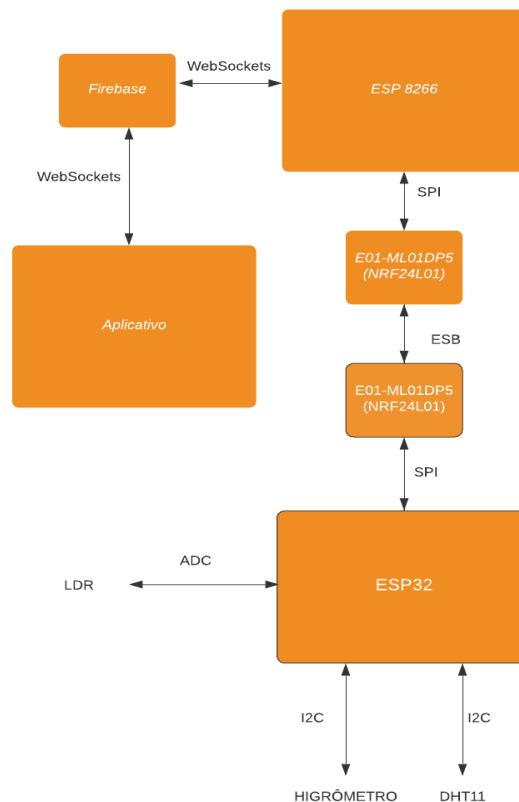 WebSockets
Firebase
ESP 8266
WebSockets
SPI
Aplicativo
E01-ML01DP5
(NRF24L01)
ESB
E01-ML01DP5
(NRF24L01)
SPI
ADC
LDR
ESP32
I2C
I2C
HIGRÔMETRO
DHT11